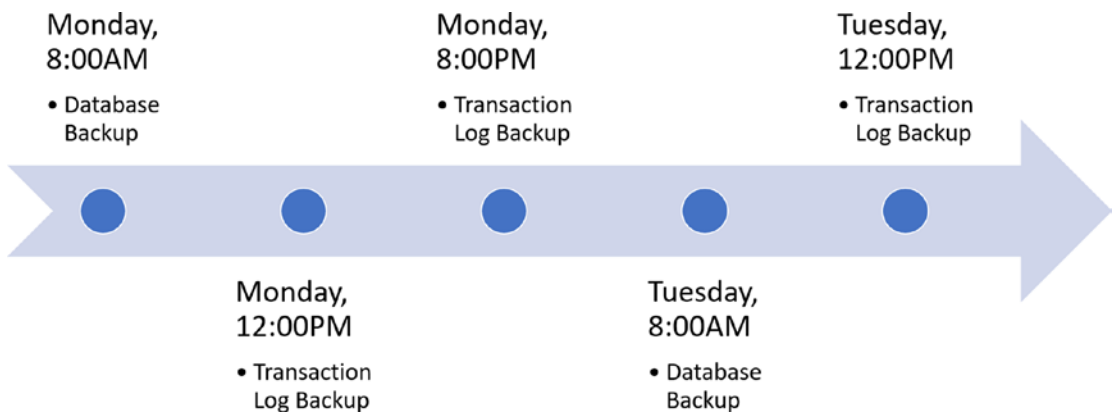 Monday,
8:00AM
• Database
Backup
Monday,
12:00PM
• Transaction
Log Backup
Monday,
8:00PM
• Transaction
Log Backup
Tuesday,
8:00AM
• Database
Backup
Tuesday,
12:00PM
• Transaction
Log Backup